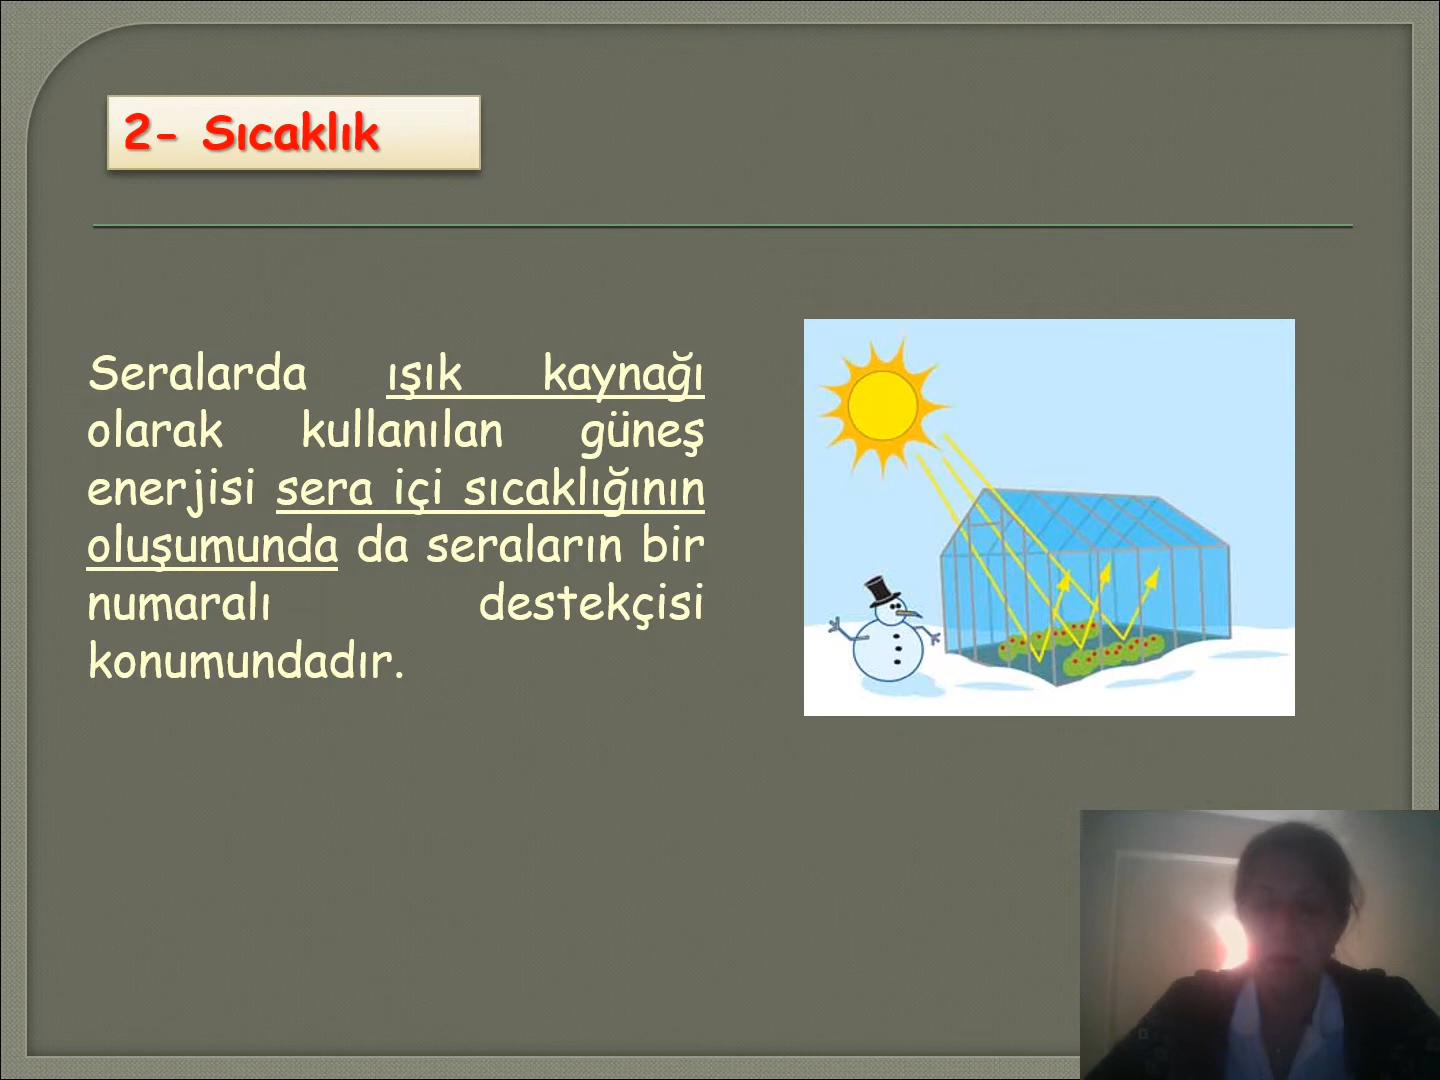 2- Sıcaklık
Seralarda ışık kaynağı
olarak kullanılan güneş
enerjisi sera içi sıcaklığının
oluşumunda da seraların bir
numaralı destekçisi
konumundadır.